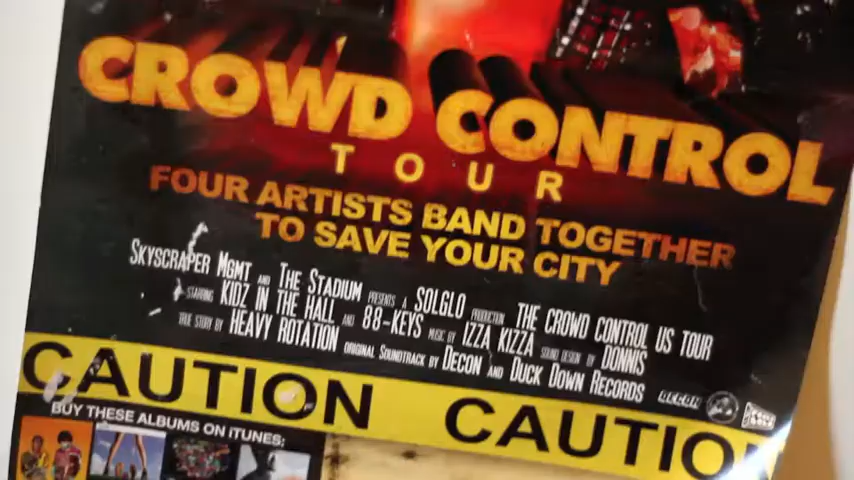 CROWD CONTROL
TOUR
FOUR ARTISTS BAND TOGETHER
TO SAVE YOUR CITY
SKYSCRAPER MGMT AND THE STADIUM PRESENTS A SOLGLO PRODUCTION THE CROWD CONTROL US TOUR
STARRING KIDZ IN THE HALL AND 88-KEYS MUSIC BY IZZA KIZZA SOUND DESIGN BY DONNIS
TRUE STORY BY HEAVY ROTATION ORIGINAL SOUNDTRACK BY DECON AND DUCK DOWN RECORDS DECON
CAUTION CAUTIO
BUY THESE ALBUMS ON ITUNES: